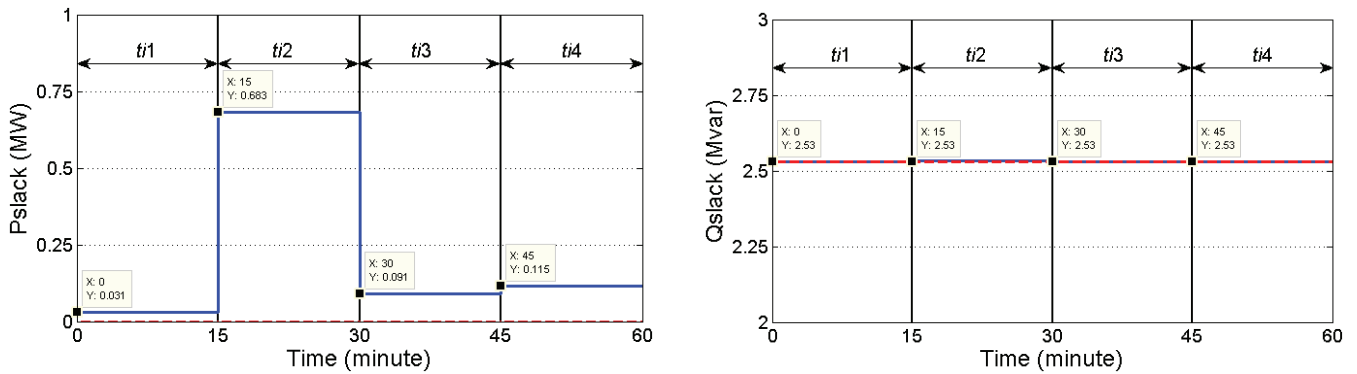 1
0.75
0.5
0.25
0
Pslack (MW)
ti1 ti2 ti3 ti4
X: 0
Y: 0.031
X: 15
Y: 0.683
X: 30
Y: 0.091
X: 45
Y: 0.115
0 15 30 45 60
Time (minute)
3
2.75
2.5
2.25
2
Qslack (Mvar)
ti1 ti2 ti3 ti4
X: 0
Y: 2.53
X: 15
Y: 2.53
X: 30
Y: 2.53
X: 45
Y: 2.53
0 15 30 45 60
Time (minute)